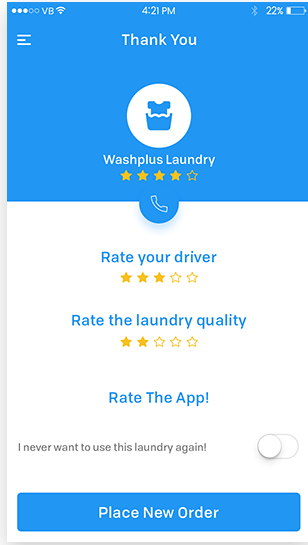 VB 4:21 PM 22%
Thank You
Washplus Laundry
Rate your driver
Rate the laundry quality
Rate The App!
I never want to use this laundry again!
Place New Order